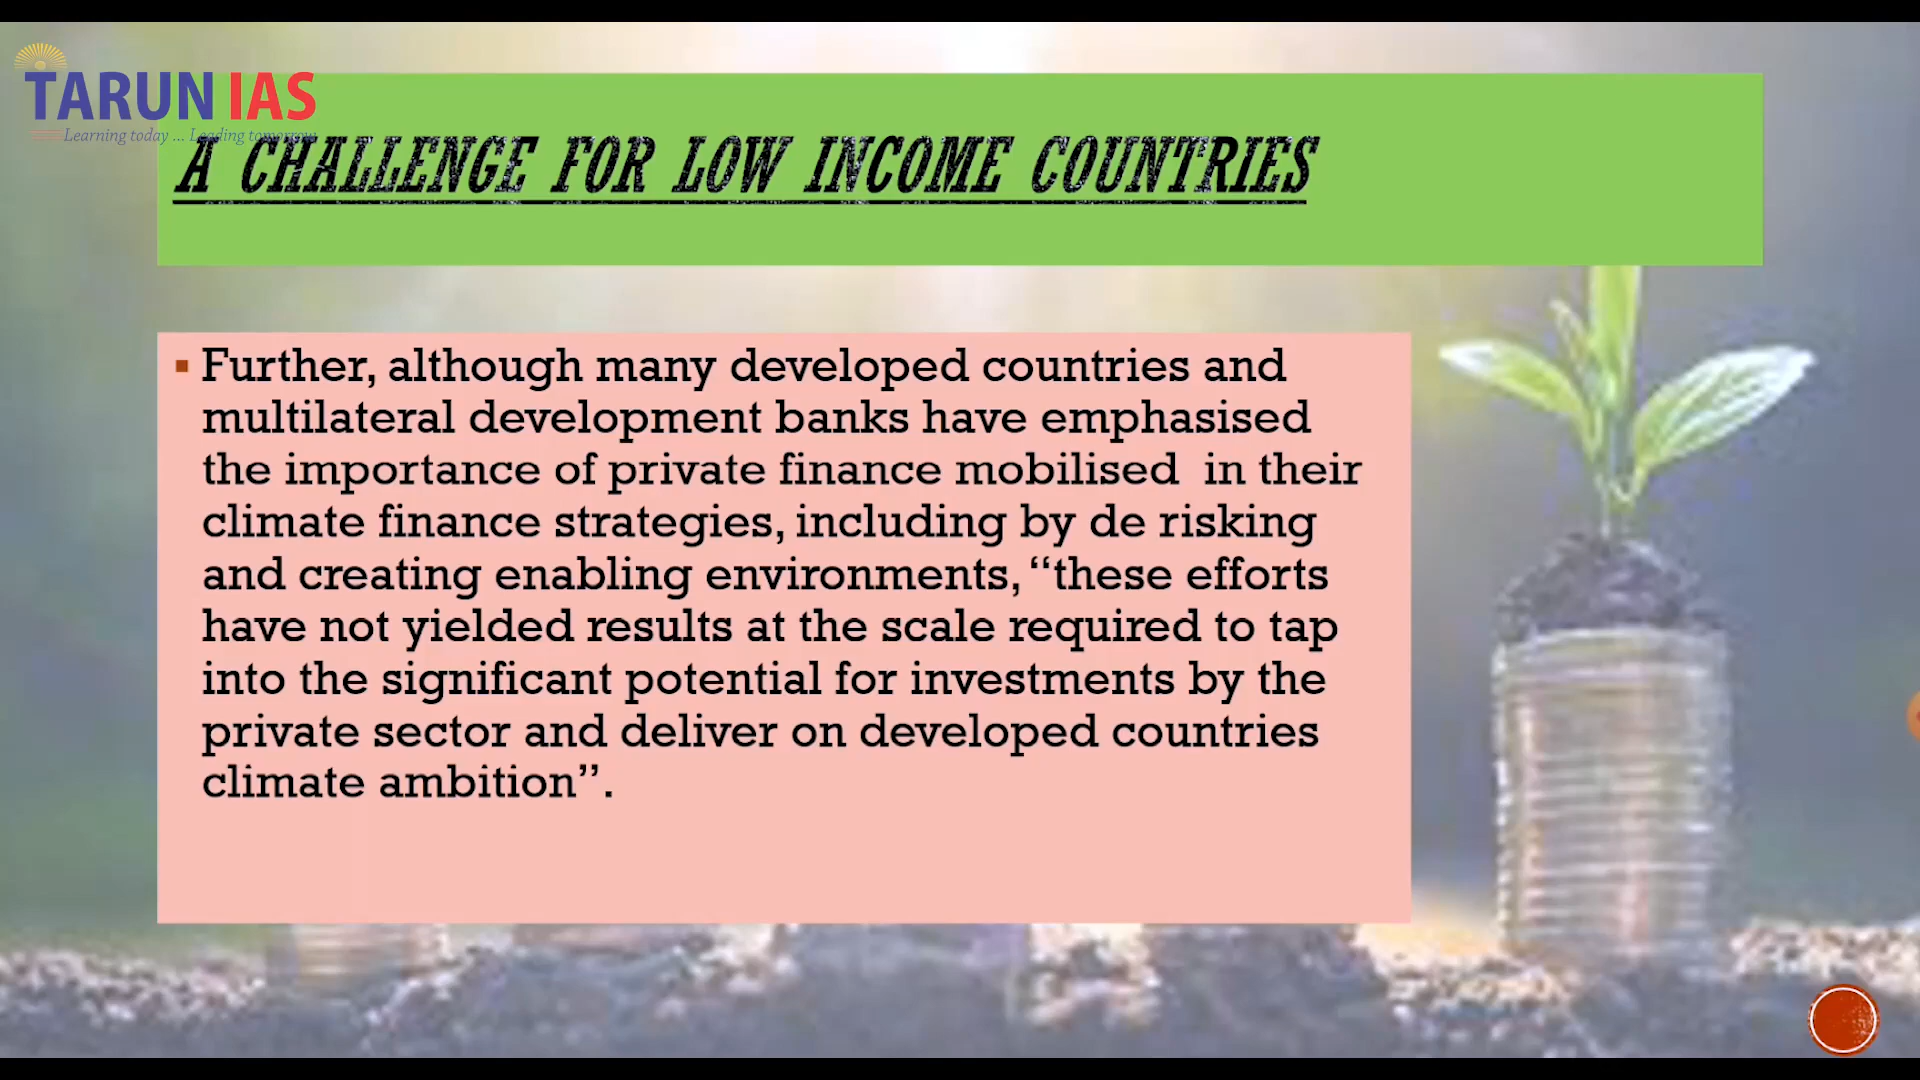 TARUN IAS
Learning today ... Leading tomorrow
A CHALLENGE FOR LOW INCOME COUNTRIES
▪ Further, although many developed countries and
multilateral development banks have emphasised
the importance of private finance mobilised  in their
climate finance strategies, including by de risking
and creating enabling environments, “these efforts
have not yielded results at the scale required to tap
into the significant potential for investments by the
private sector and deliver on developed countries
climate ambition”.